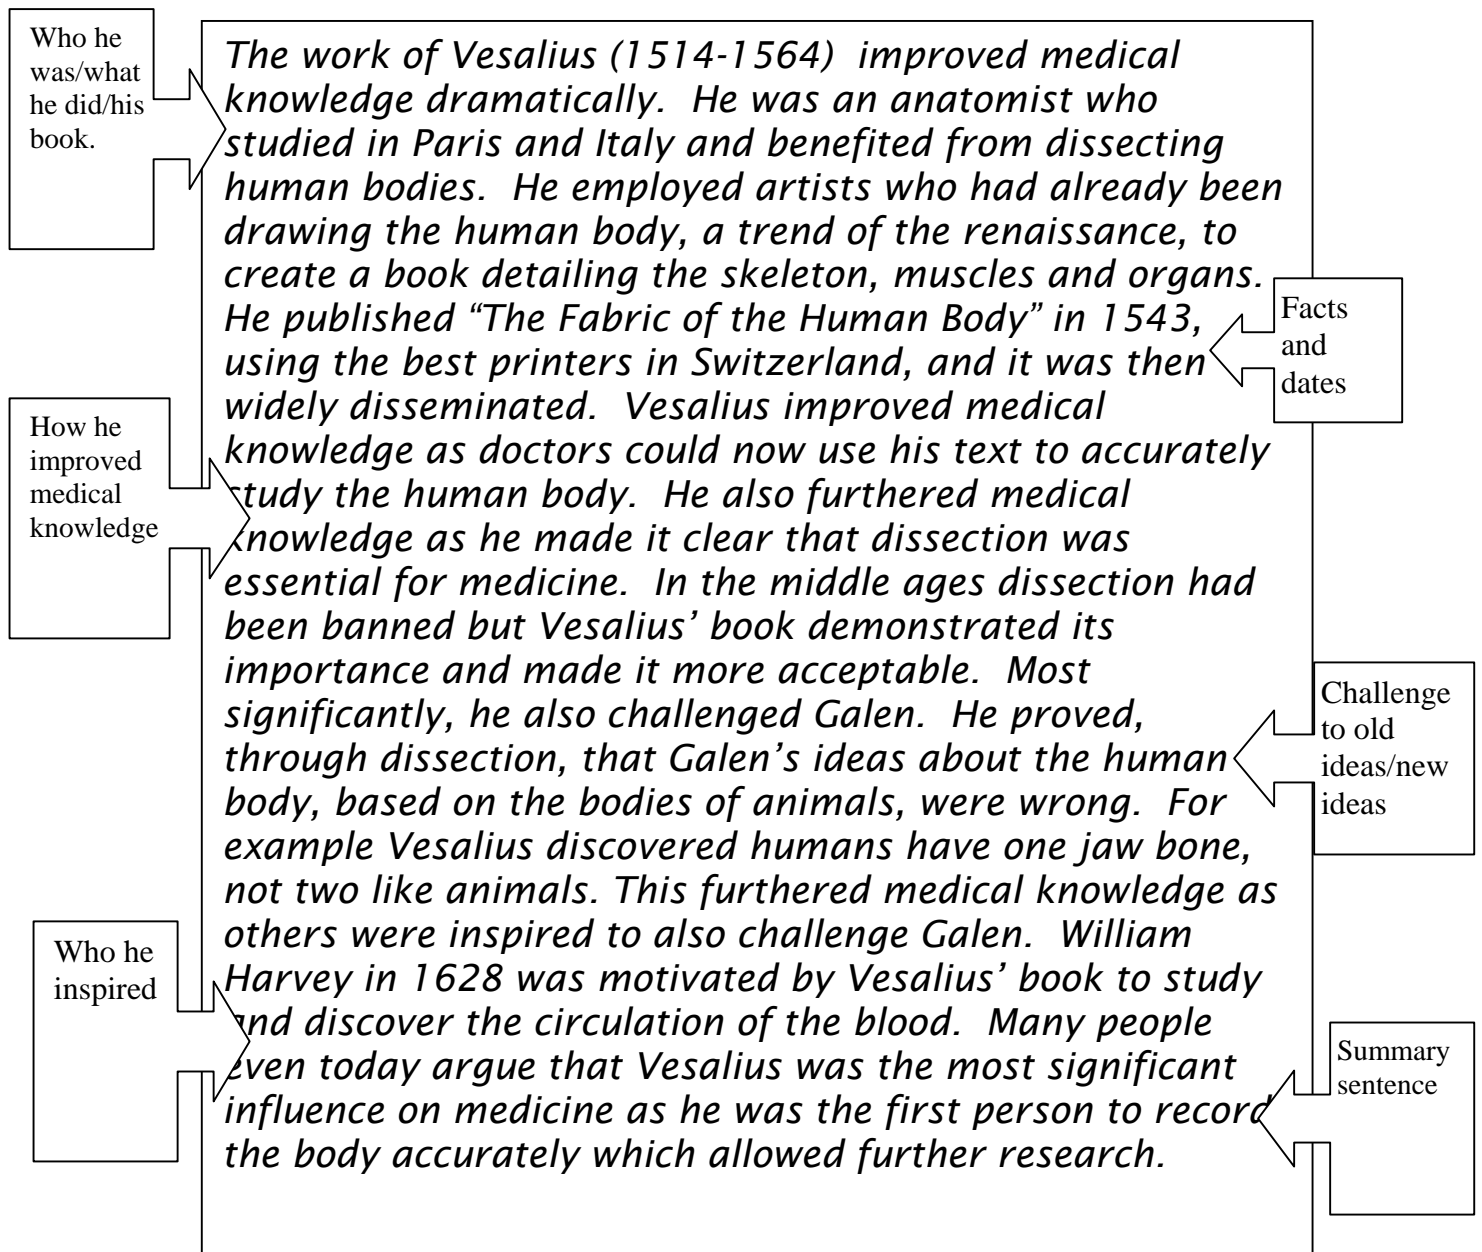 Who he
was/what
he did/his
book.
The work of Vesalius (1514-1564)  improved medical
knowledge dramatically.  He was an anatomist who
studied in Paris and Italy and benefited from dissecting
human bodies.  He employed artists who had already been
drawing the human body, a trend of the renaissance, to
create a book detailing the skeleton, muscles and organs.
He published “The Fabric of the Human Body” in 1543,
using the best printers in Switzerland, and it was then
widely disseminated.  Vesalius improved medical
knowledge as doctors could now use his text to accurately
study the human body.  He also furthered medical
knowledge as he made it clear that dissection was
essential for medicine.  In the middle ages dissection had
been banned but Vesalius’ book demonstrated its
importance and made it more acceptable.  Most
significantly, he also challenged Galen.  He proved,
through dissection, that Galen’s ideas about the human
body, based on the bodies of animals, were wrong.  For
example Vesalius discovered humans have one jaw bone,
not two like animals. This furthered medical knowledge as
others were inspired to also challenge Galen.  William
Harvey in 1628 was motivated by Vesalius’ book to study
and discover the circulation of the blood.  Many people
even today argue that Vesalius was the most significant
influence on medicine as he was the first person to record
the body accurately which allowed further research.
Facts
and
dates
How he
improved
medical
knowledge
Challenge
to old
ideas/new
ideas
Who he
inspired
Summary
sentence